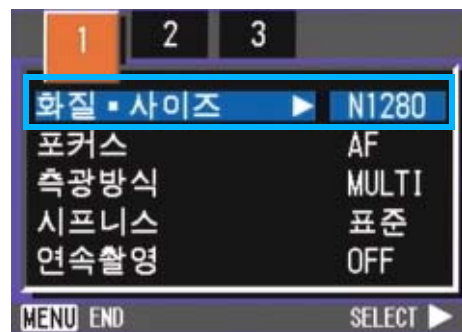 1 2 3
화질▪사이즈 ▶ N1280
포커스 AF
측광방식 MULTI
시프니스 표준
연속촬영 OFF
MENU END SELECT ▶